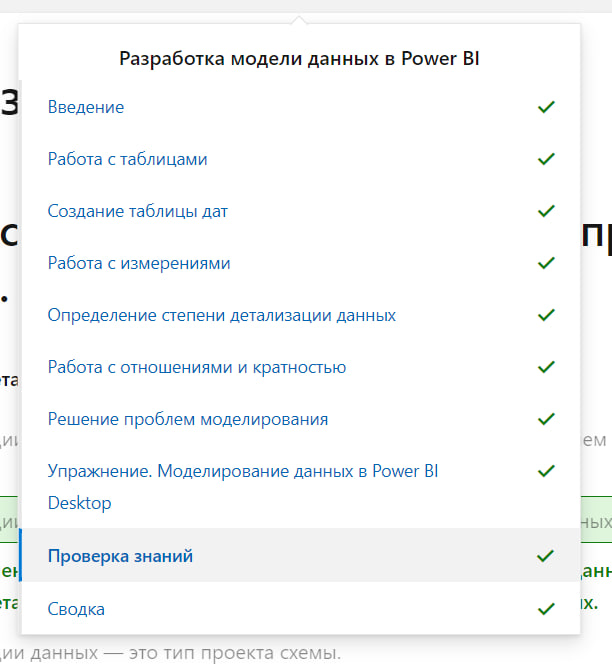 Разработка модели данных в Power BI
Введение
Работа с таблицами
Создание таблицы дат
Работа с измерениями
Определение степени детализации данных
Работа с отношениями и кратностью
Решение проблем моделирования
Упражнение. Моделирование данных в Power BI
Desktop
Проверка знаний
Сводка
ции данных — это тип проекта схемы.